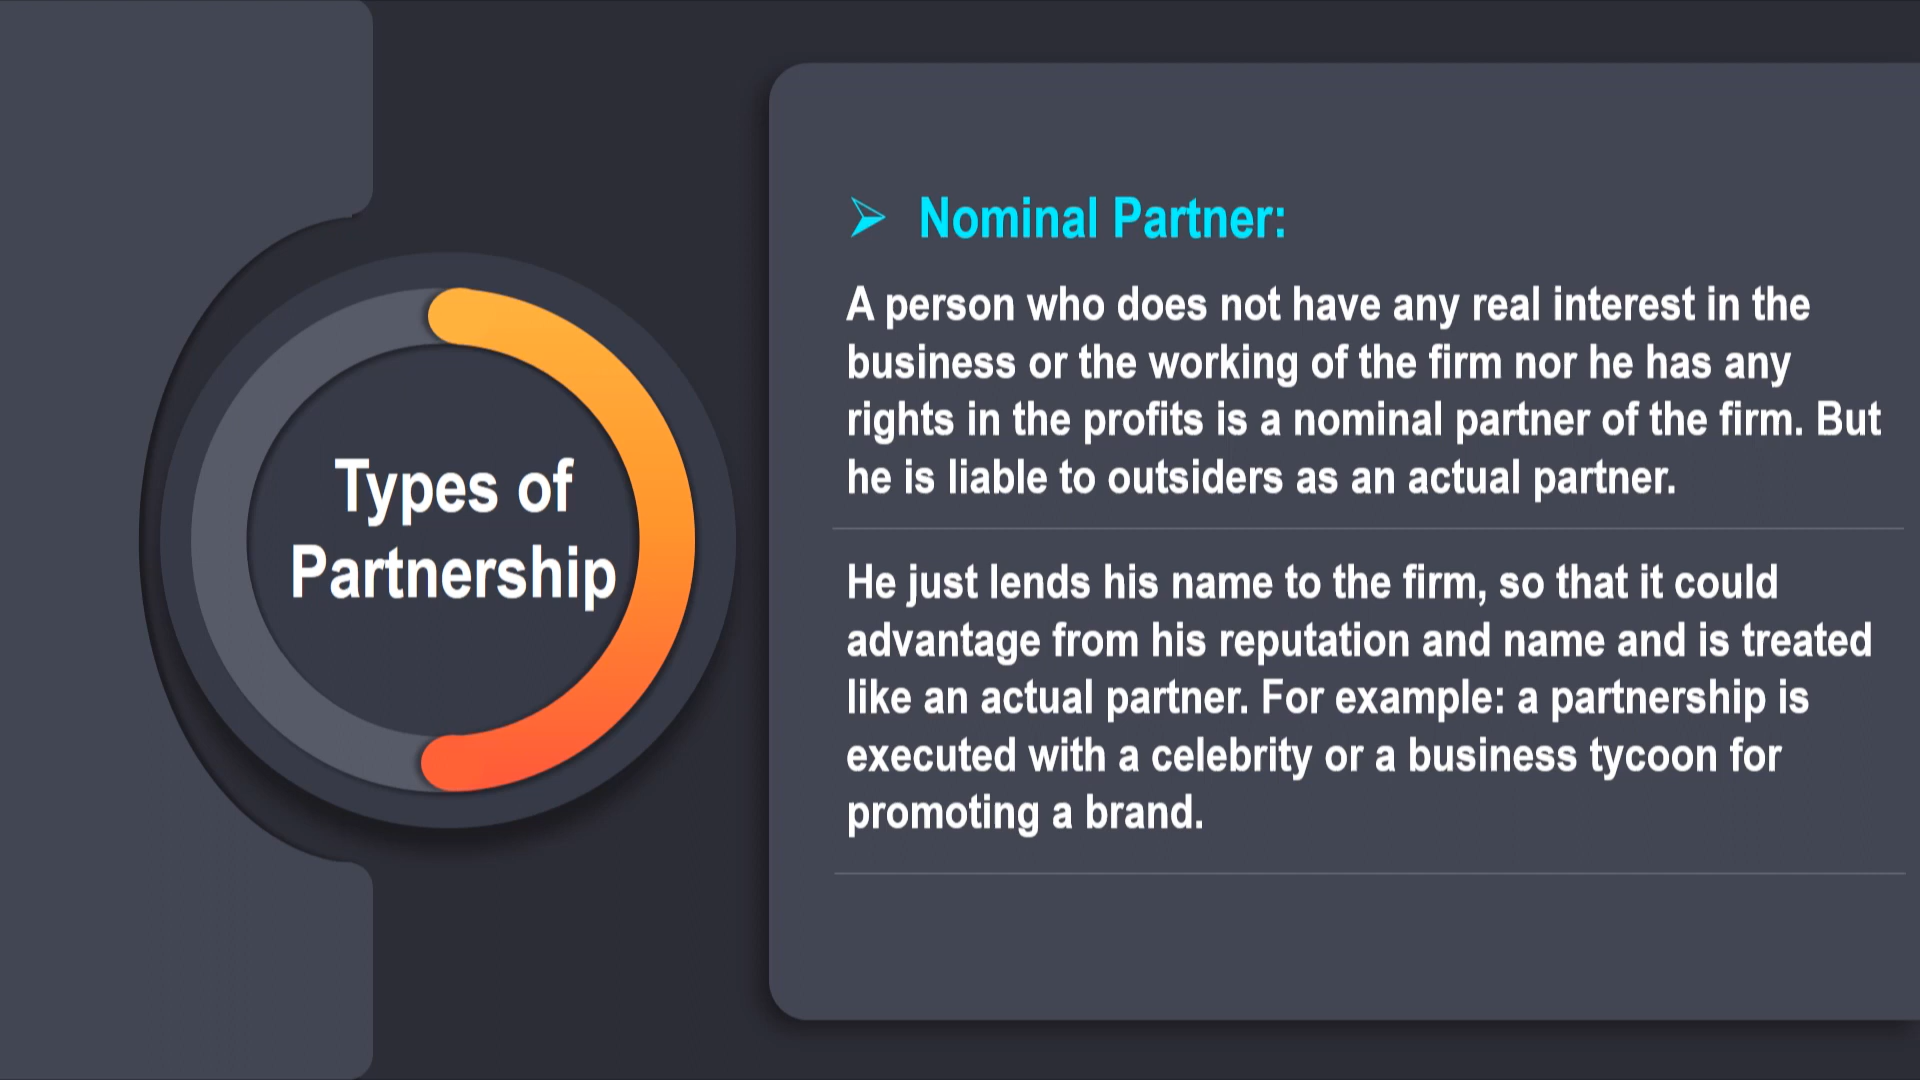 Types of
Partnership
Nominal Partner:
A person who does not have any real interest in the
business or the working of the firm nor he has any
rights in the profits is a nominal partner of the firm. But
he is liable to outsiders as an actual partner.
He just lends his name to the firm, so that it could
advantage from his reputation and name and is treated
like an actual partner. For example: a partnership is
executed with a celebrity or a business tycoon for
promoting a brand.